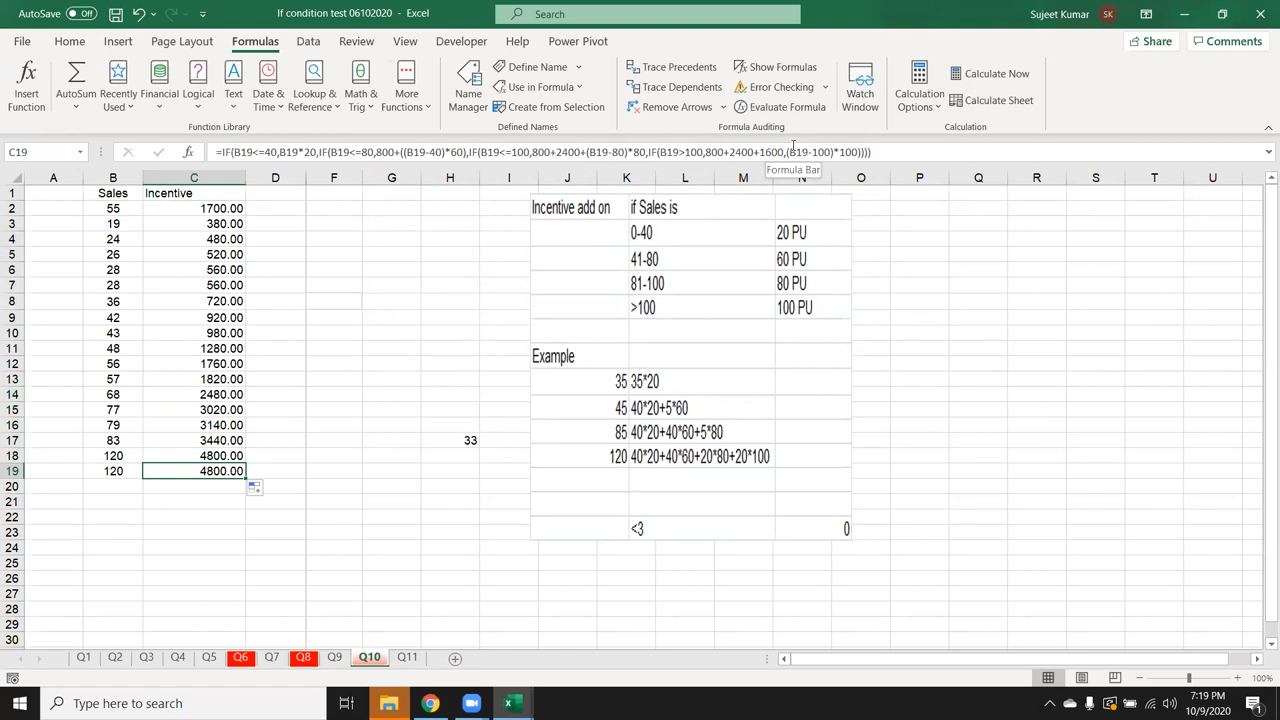 AutoSave Off If condition test 06102020 - Excel Search Sujeet Kumar SK
File Home Insert Page Layout Formulas Data Review View Developer Help Power Pivot Share Comments
Insert Function
AutoSum
Recently Used
Financial
Logical
Text
Date & Time
Lookup & Reference
Math & Trig
More Functions
Function Library
Name Manager
Define Name
Use in Formula
Create from Selection
Defined Names
Trace Precedents
Trace Dependents
Remove Arrows
Show Formulas
Error Checking
Evaluate Formula
Formula Auditing
Watch Window
Calculation Options
Calculate Now
Calculate Sheet
Calculation
C19 fx =IF(B19<=40,B19*20,IF(B19<=80,800+((B19-40)*60),IF(B19<=100,800+2400+(B19-80)*80,IF(B19>100,800+2400+1600,(B19-100)*100))))
Formula Bar
A B C D F G H I J K L M N O P Q R S T U
1 Sales Incentive
2 55 1700.00
3 19 380.00
4 24 480.00
5 26 520.00
6 28 560.00
7 28 560.00
8 36 720.00
9 42 920.00
10 43 980.00
11 48 1280.00
12 56 1760.00
13 57 1820.00
14 68 2480.00
15 77 3020.00
16 79 3140.00
17 83 3440.00 33
18 120 4800.00
19 120 4800.00
20
21
22
23
24
25
26
27
28
29
30
Incentive add on if Sales is
0-40 20 PU
41-80 60 PU
81-100 80 PU
>100 100 PU
Example
35 35*20
45 40*20+5*60
85 40*20+40*60+5*80
120 40*20+40*60+20*80+20*100
<3 0
Q1 Q2 Q3 Q4 Q5 Q6 Q7 Q8 Q9 Q10 Q11
100%
Type here to search
7:19 PM
10/9/2020